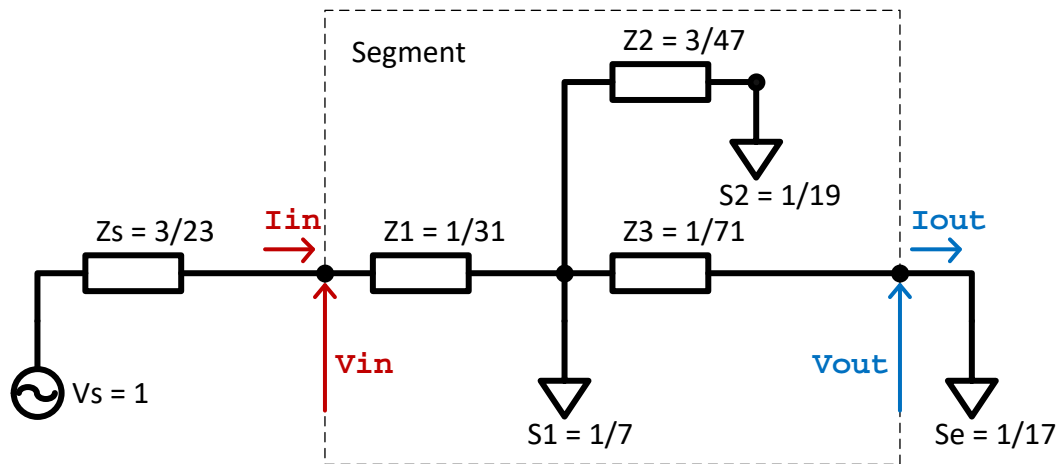 Segment
Z2 = 3/47
S2 = 1/19
Iin
Iout
Zs = 3/23
Z1 = 1/31
Z3 = 1/71
Vin
Vout
Vs = 1
S1 = 1/7
Se = 1/17